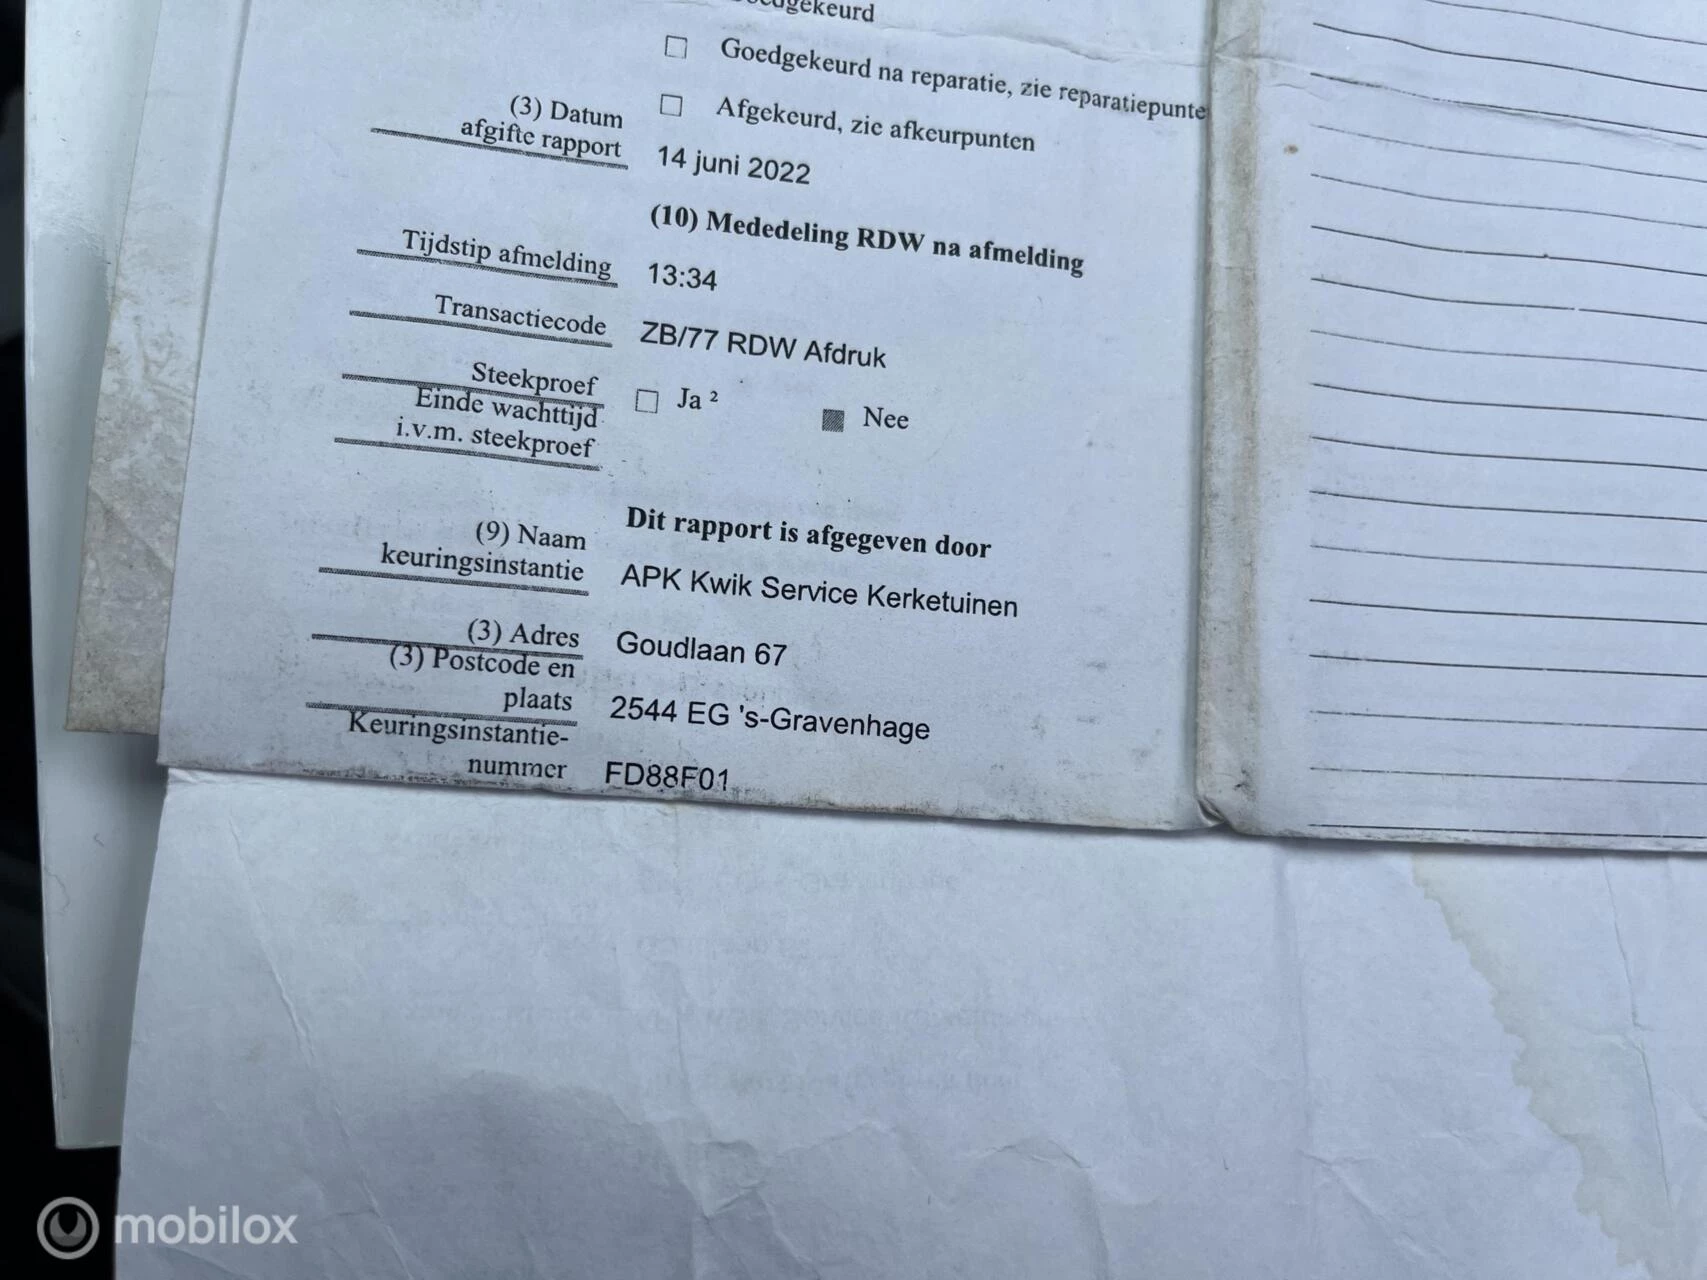 ☐ Goedgekeurd na reparatie, zie reparatiepunte
☐ Afgekeurd, zie afkeurpunten
(3) Datum
afgifte rapport 14 juni 2022
(10) Mededeling RDW na afmelding
Tijdstip afmelding 13:34
Transactiecode ZB/77 RDW Afdruk
Steekproef ☐ Ja ² ■ Nee
Einde wachttijd
i.v.m. steekproef
Dit rapport is afgegeven door
(9) Naam
keuringsinstantie APK Kwik Service Kerketuinen
(3) Adres Goudlaan 67
(3) Postcode en
plaats 2544 EG 's-Gravenhage
Keuringsinstantie-
nummer FD88F01
mobilox